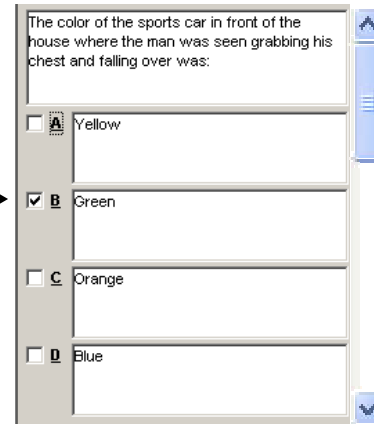 The color of the sports car in front of the
house where the man was seen grabbing his
chest and falling over was:
A Yellow
B Green
C Orange
D Blue